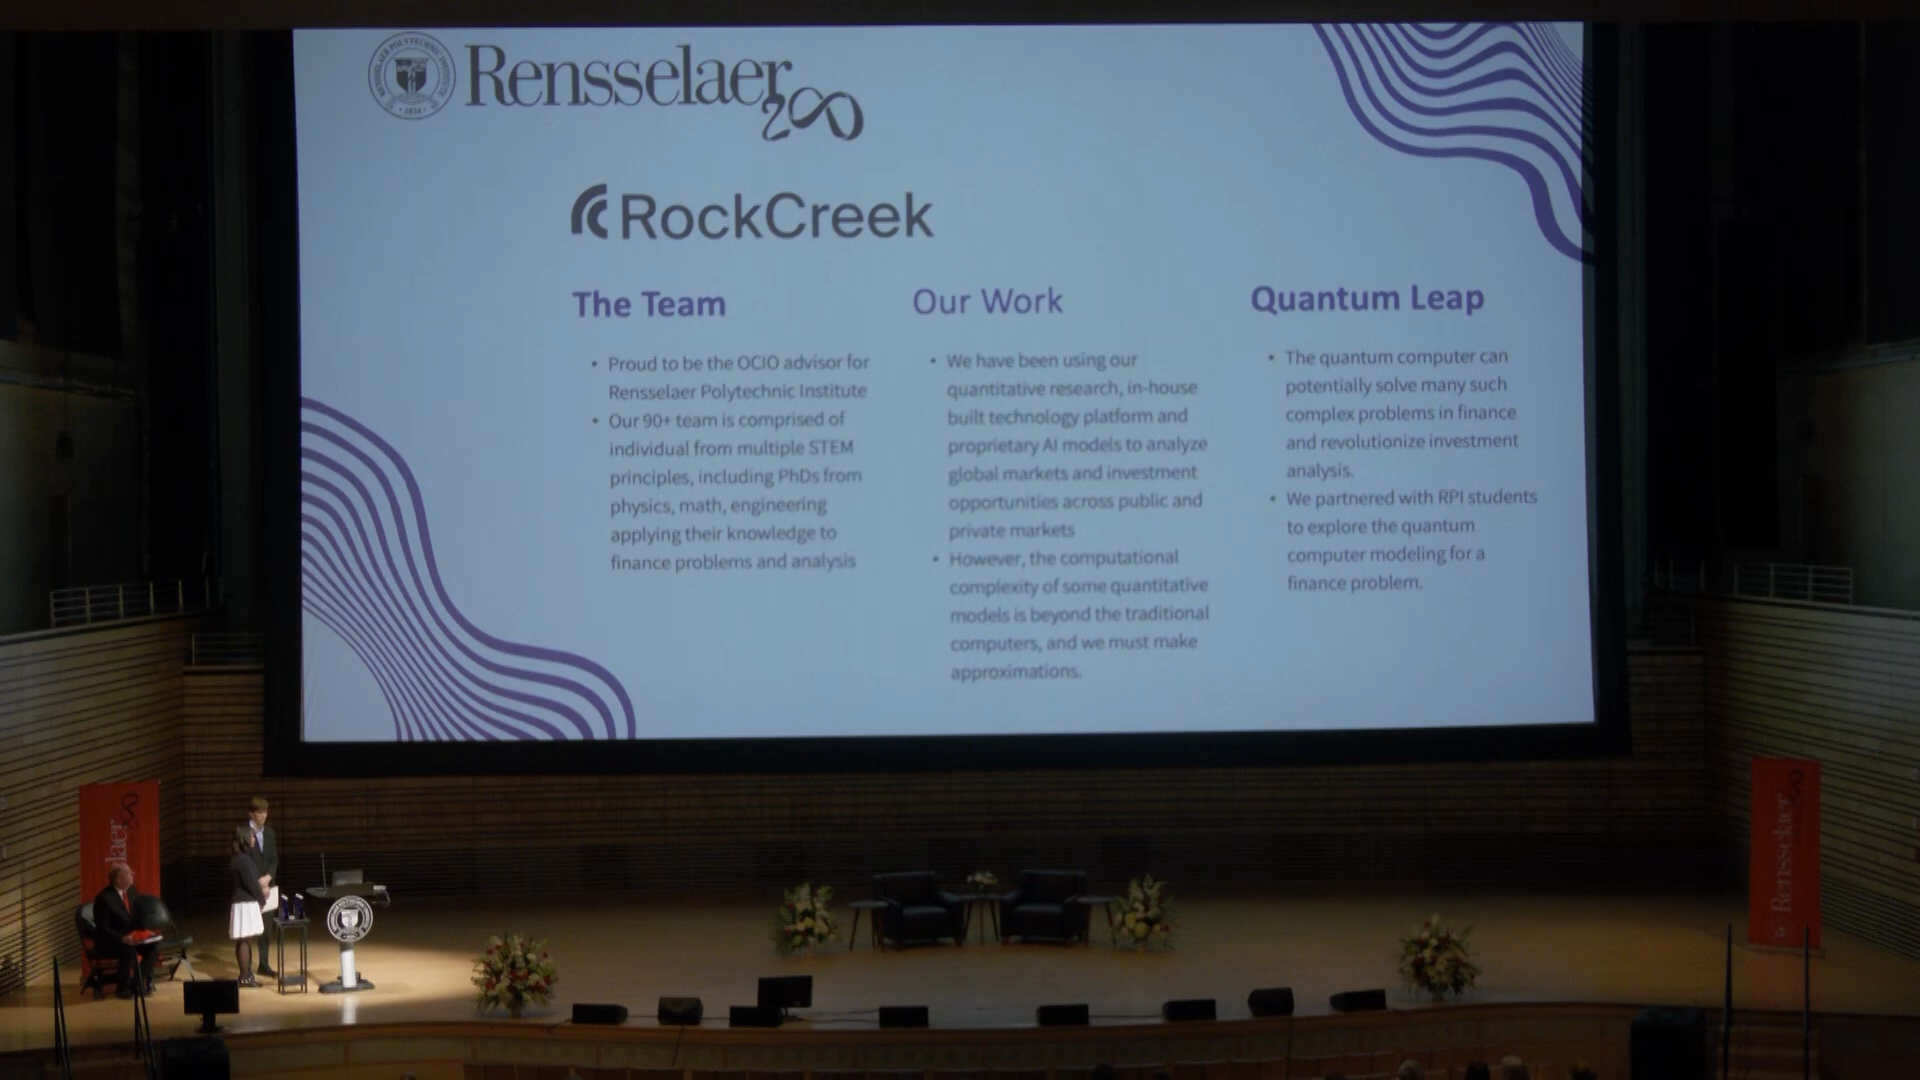 Rensselaer
200
RockCreek
The Team
• Proud to be the OCIO advisor for
Rensselaer Polytechnic Institute
• Our 90+ team is comprised of
individual from multiple STEM
principles, including PhDs from
physics, math, engineering
applying their knowledge to
finance problems and analysis
Our Work
• We have been using our
quantitative research, in-house
built technology platform and
proprietary AI models to analyze
global markets and investment
opportunities across public and
private markets
• However, the computational
complexity of some quantitative
models is beyond the traditional
computers, and we must make
approximations.
Quantum Leap
• The quantum computer can
potentially solve many such
complex problems in finance
and revolutionize investment
analysis.
• We partnered with RPI students
to explore the quantum
computer modeling for a
finance problem.
laer
Rensselaer